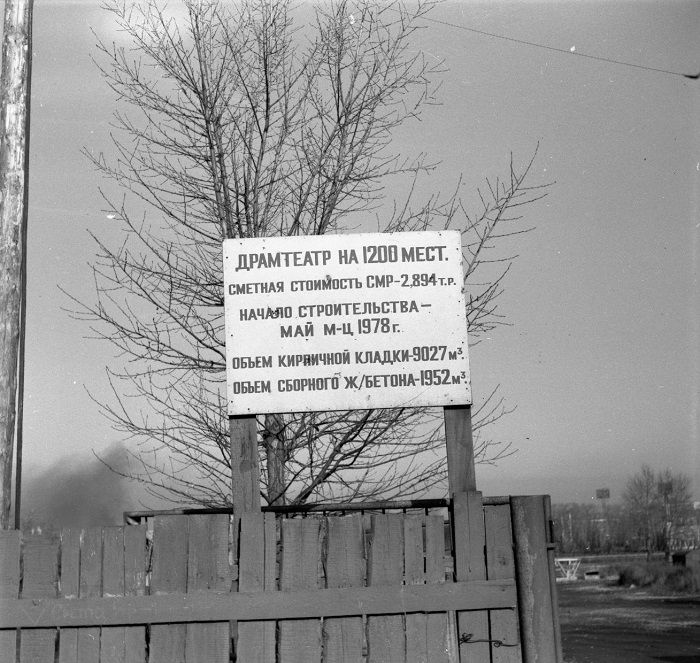 ДРАМТЕАТР НА 1200 МЕСТ.
СМЕТНАЯ СТОИМОСТЬ СМР-2,894 Т.Р.
НАЧАЛО СТРОИТЕЛЬСТВА –
МАЙ М-Ц 1978 г.
ОБЪЕМ КИРПИЧНОЙ КЛАДКИ-9027 м³.
ОБЪЕМ СБОРНОГО Ж/БЕТОНА-1952 м³.